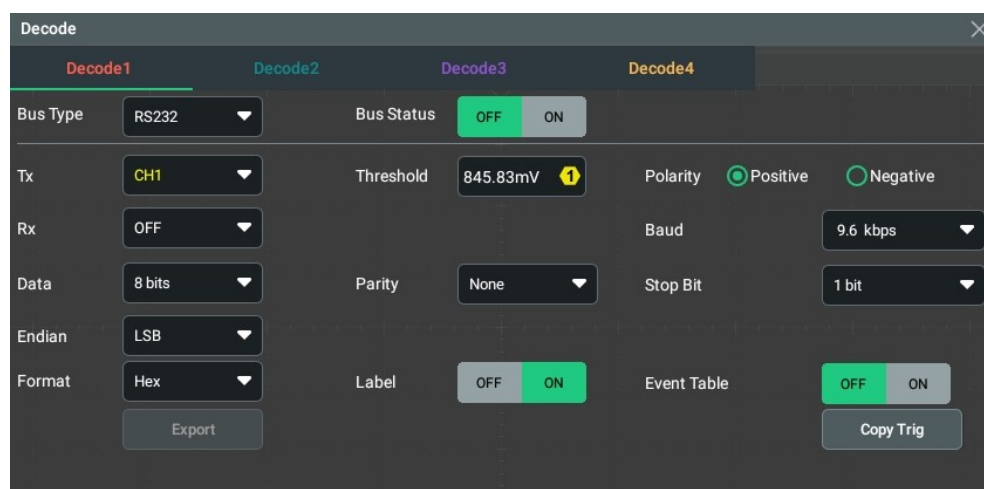 Decode
Decode1 Decode2 Decode3 Decode4
Bus Type RS232 Bus Status OFF ON
Tx CH1 Threshold 845.83mV 1 Polarity Positive Negative
Rx OFF Baud 9.6 kbps
Data 8 bits Parity None Stop Bit 1 bit
Endian LSB
Format Hex Label OFF ON Event Table OFF ON
Export Copy Trig